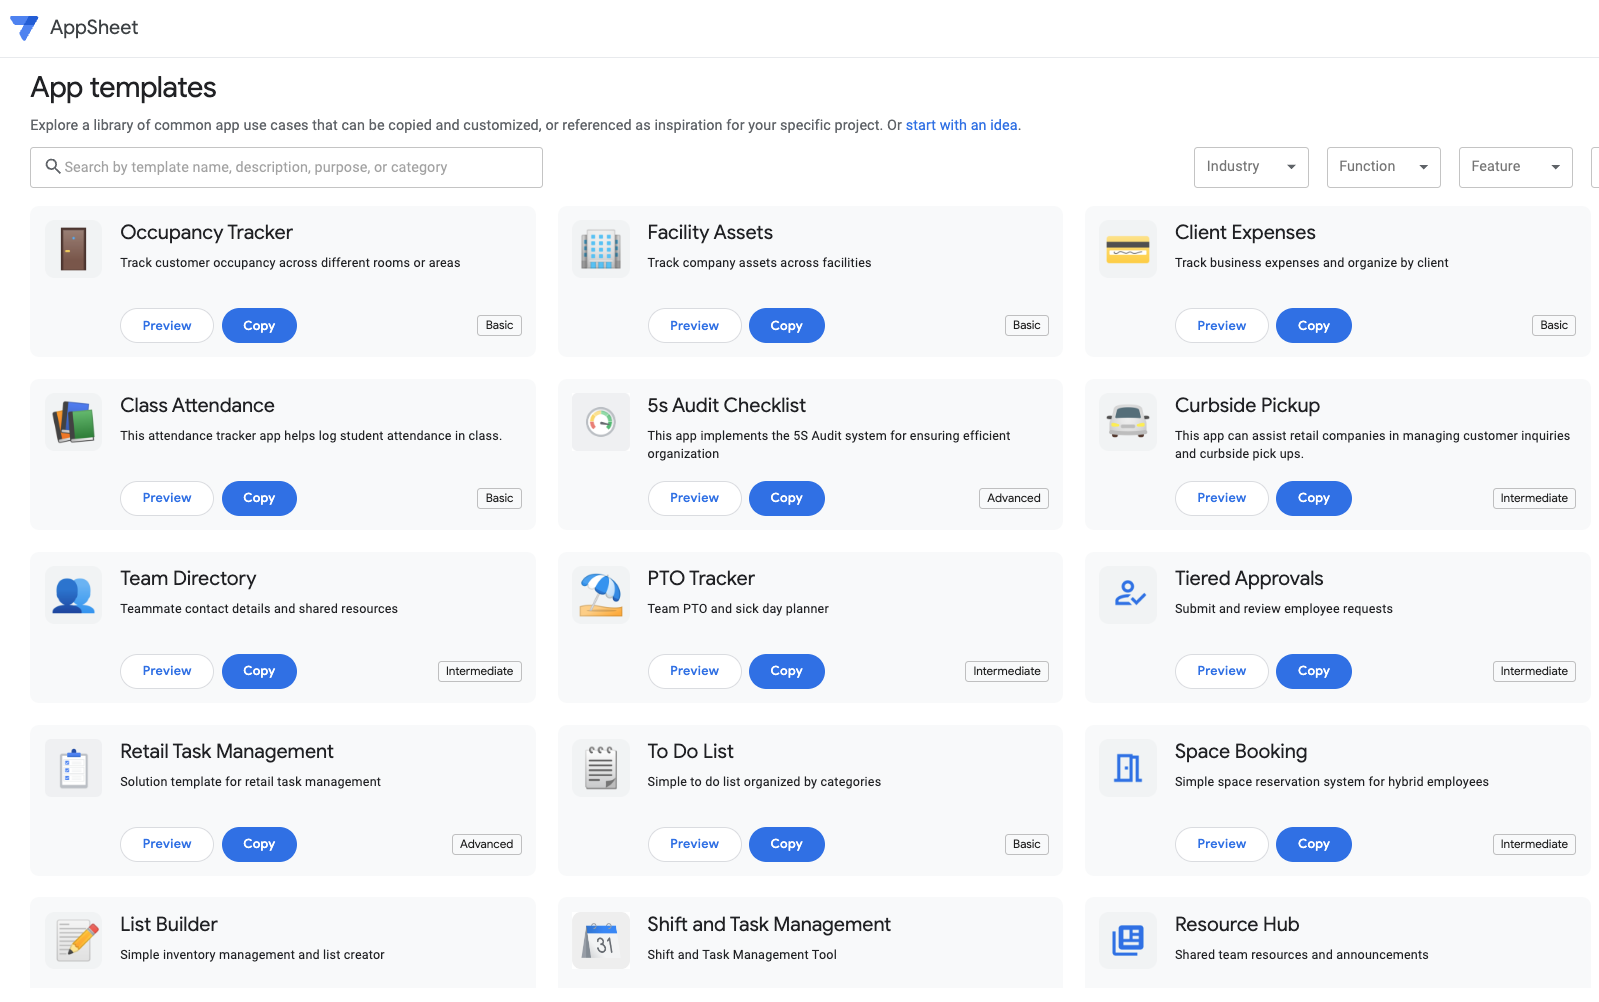 AppSheet
App templates
Explore a library of common app use cases that can be copied and customized, or referenced as inspiration for your specific project. Or start with an idea.
Search by template name, description, purpose, or category
Industry
Function
Feature
Occupancy Tracker
Track customer occupancy across different rooms or areas
Preview
Copy
Basic
Facility Assets
Track company assets across facilities
Preview
Copy
Basic
Client Expenses
Track business expenses and organize by client
Preview
Copy
Basic
Class Attendance
This attendance tracker app helps log student attendance in class.
Preview
Copy
Basic
5s Audit Checklist
This app implements the 5S Audit system for ensuring efficient
organization
Preview
Copy
Advanced
Curbside Pickup
This app can assist retail companies in managing customer inquiries
and curbside pick ups.
Preview
Copy
Intermediate
Team Directory
Teammate contact details and shared resources
Preview
Copy
Intermediate
PTO Tracker
Team PTO and sick day planner
Preview
Copy
Intermediate
Tiered Approvals
Submit and review employee requests
Preview
Copy
Intermediate
Retail Task Management
Solution template for retail task management
Preview
Copy
Advanced
To Do List
Simple to do list organized by categories
Preview
Copy
Basic
Space Booking
Simple space reservation system for hybrid employees
Preview
Copy
Intermediate
List Builder
Simple inventory management and list creator
31
Shift and Task Management
Shift and Task Management Tool
Resource Hub
Shared team resources and announcements